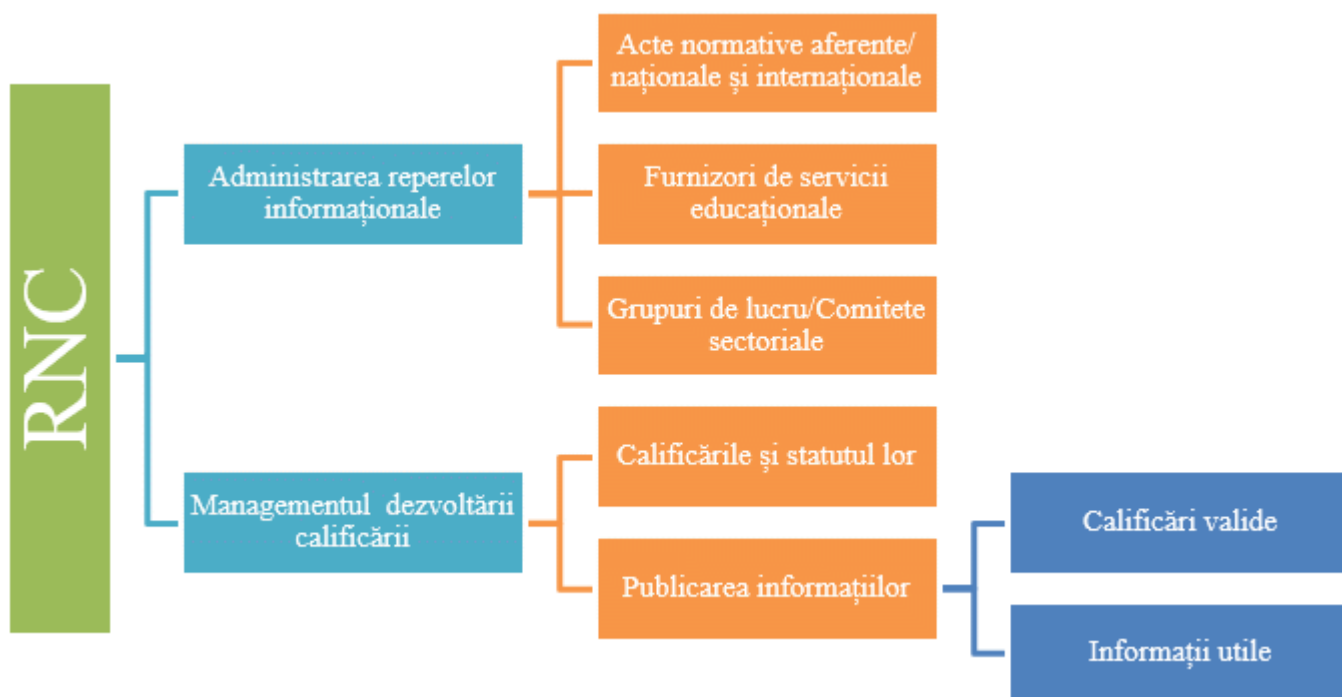 RNC
Administrarea reperelor
informaționale
Acte normative aferente/
naționale și internaționale
Furnizori de servicii
educaționale
Grupuri de lucru/Comitete
sectoriale
Managementul dezvoltării
calificării
Calificările și statutul lor
Publicarea informațiilor
Calificări valide
Informații utile